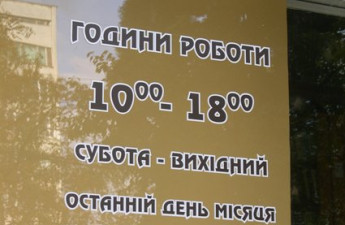 ГОДИНИ РОБОТИ
10⁰⁰- 18⁰⁰
СУБОТА - ВИХІДНИЙ
ОСТАННІЙ ДЕНЬ МІСЯЦЯ